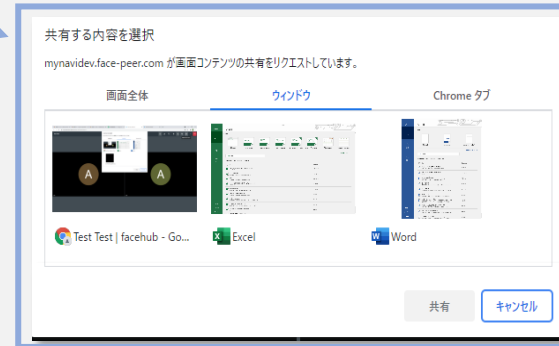 共有する内容を選択
mynavidev.face-peer.com が画面コンテンツの共有をリクエストしています。
画面全体 ウィンドウ Chrome タブ
A A
Test Test | facehub - Go... Excel Word
共有 キャンセル